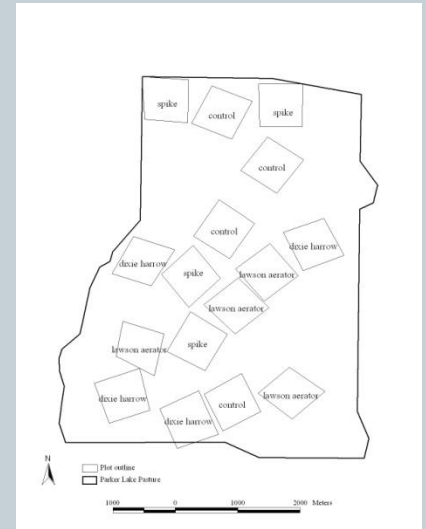 spike
control
spike
control
control
dixie harrow
dixie harrow
spike
lawson aerator
lawson aerator
lawson aerator
spike
dixie harrow
lawson aerator
control
dixie harrow
N
Plot outline
Parker Lake Pasture
1000 0 1000 2000 Meters